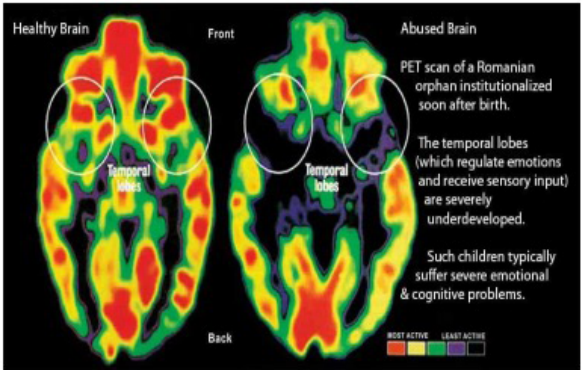 Healthy Brain
Front
Abused Brain
PET scan of a Romanian
orphan institutionalized
soon after birth.
Temporal
lobes
Temporal
lobes
The temporal lobes
(which regulate emotions
and receive sensory input)
are severely
underdeveloped.
Such children typically
suffer severe emotional
& cognitive problems.
Back
MOST ACTIVE LEAST ACTIVE